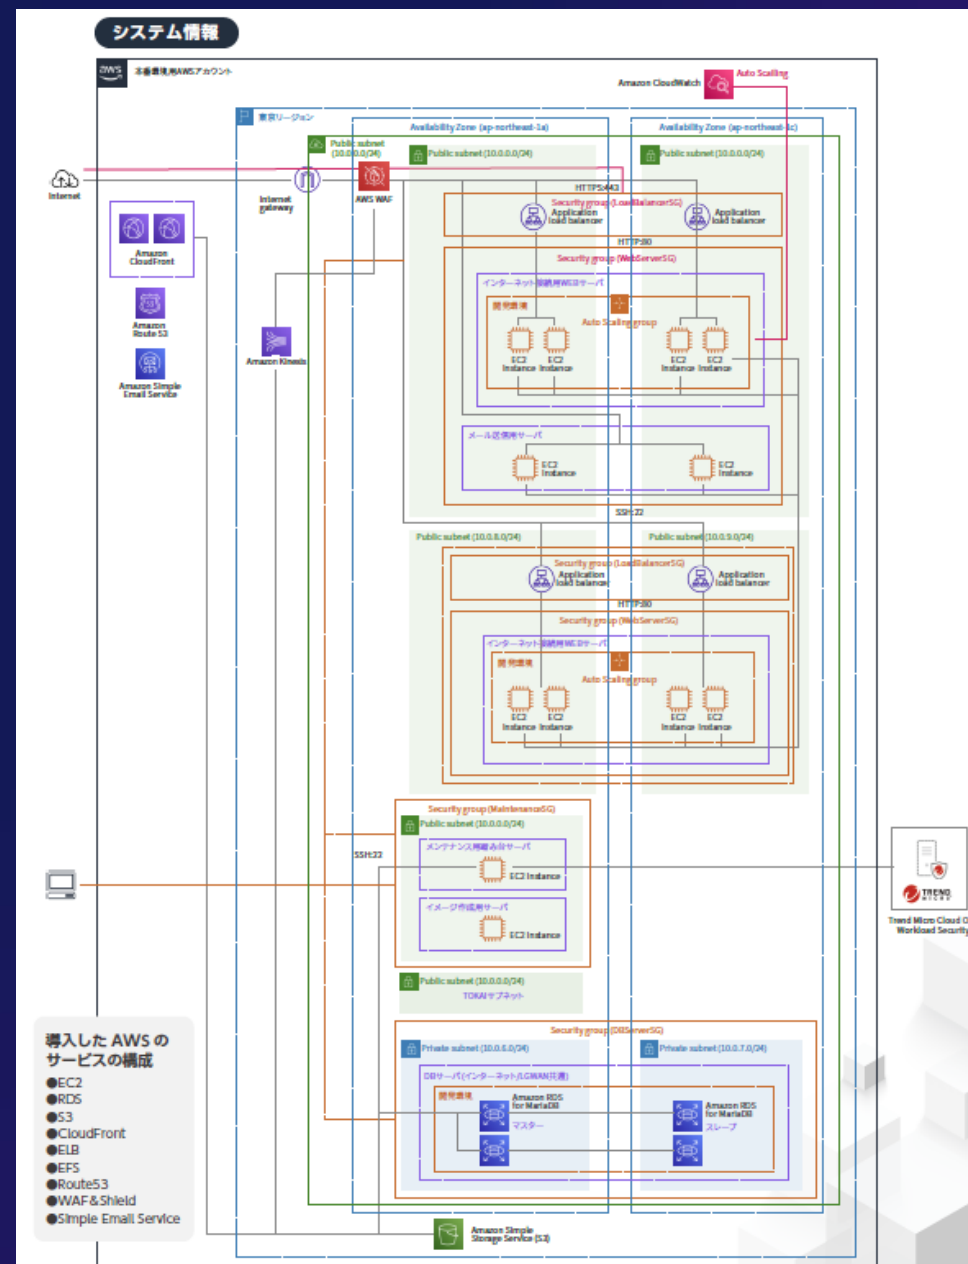 システム情報
aws
本番環境用AWSアカウント
Amazon CloudWatch
Auto Scalling
東京リージョン
Availability Zone (ap-northeast-1a)
Availability Zone (ap-northeast-1c)
Public subnet
(10.0.0.0/24)
Public subnet (10.0.0.0/24)
Public subnet (10.0.0.0/24)
Internet
Internet
gateway
AWS WAF
HTTPS:443
Security group (LoadBalancerSG)
Application
load balancer
Application
load balancer
HTTP:80
Security group (WebServerSG)
Amazon
CloudFront
インターネット接続用WEBサーバ
開発環境
Auto Scaling group
53
Amazon
Route 53
Amazon Kinesis
EC2
Instance
EC2
Instance
EC2
Instance
EC2
Instance
Amazon Simple
Email Service
メール送信用サーバ
EC2
Instance
EC2
Instance
SSH:22
Public subnet (10.0.8.0/24)
Public subnet (10.0.9.0/24)
Security group (LoadBalancerSG)
Application
load balancer
Application
load balancer
HTTP:80
Security group (WebServerSG)
インターネット接続用WEBサーバ
開発環境
Auto Scaling group
EC2
Instance
EC2
Instance
EC2
Instance
EC2
Instance
Security group (MaintenanceSG)
Public subnet (10.0.0.0/24)
SSH:22
メンテナンス用踏み台サーバ
EC2 Instance
イメージ作成用サーバ
EC2 Instance
TREND
MICRO
Trend Micro Cloud O
Workload Security
Public subnet (10.0.0.0/24)
TOKAIサブネット
Security group (DBServerSG)
Private subnet (10.0.6.0/24)
Private subnet (10.0.7.0/24)
DBサーバ(インターネット/LGWAN共通)
開発環境
Amazon RDS
for MariaDB
マスター
Amazon RDS
for MariaDB
スレーブ
導入した AWS の
サービスの構成
●EC2
●RDS
●S3
●CloudFront
●ELB
●EFS
●Route53
●WAF&Shield
●Simple Email Service
Amazon Simple
Storage Service (S3)